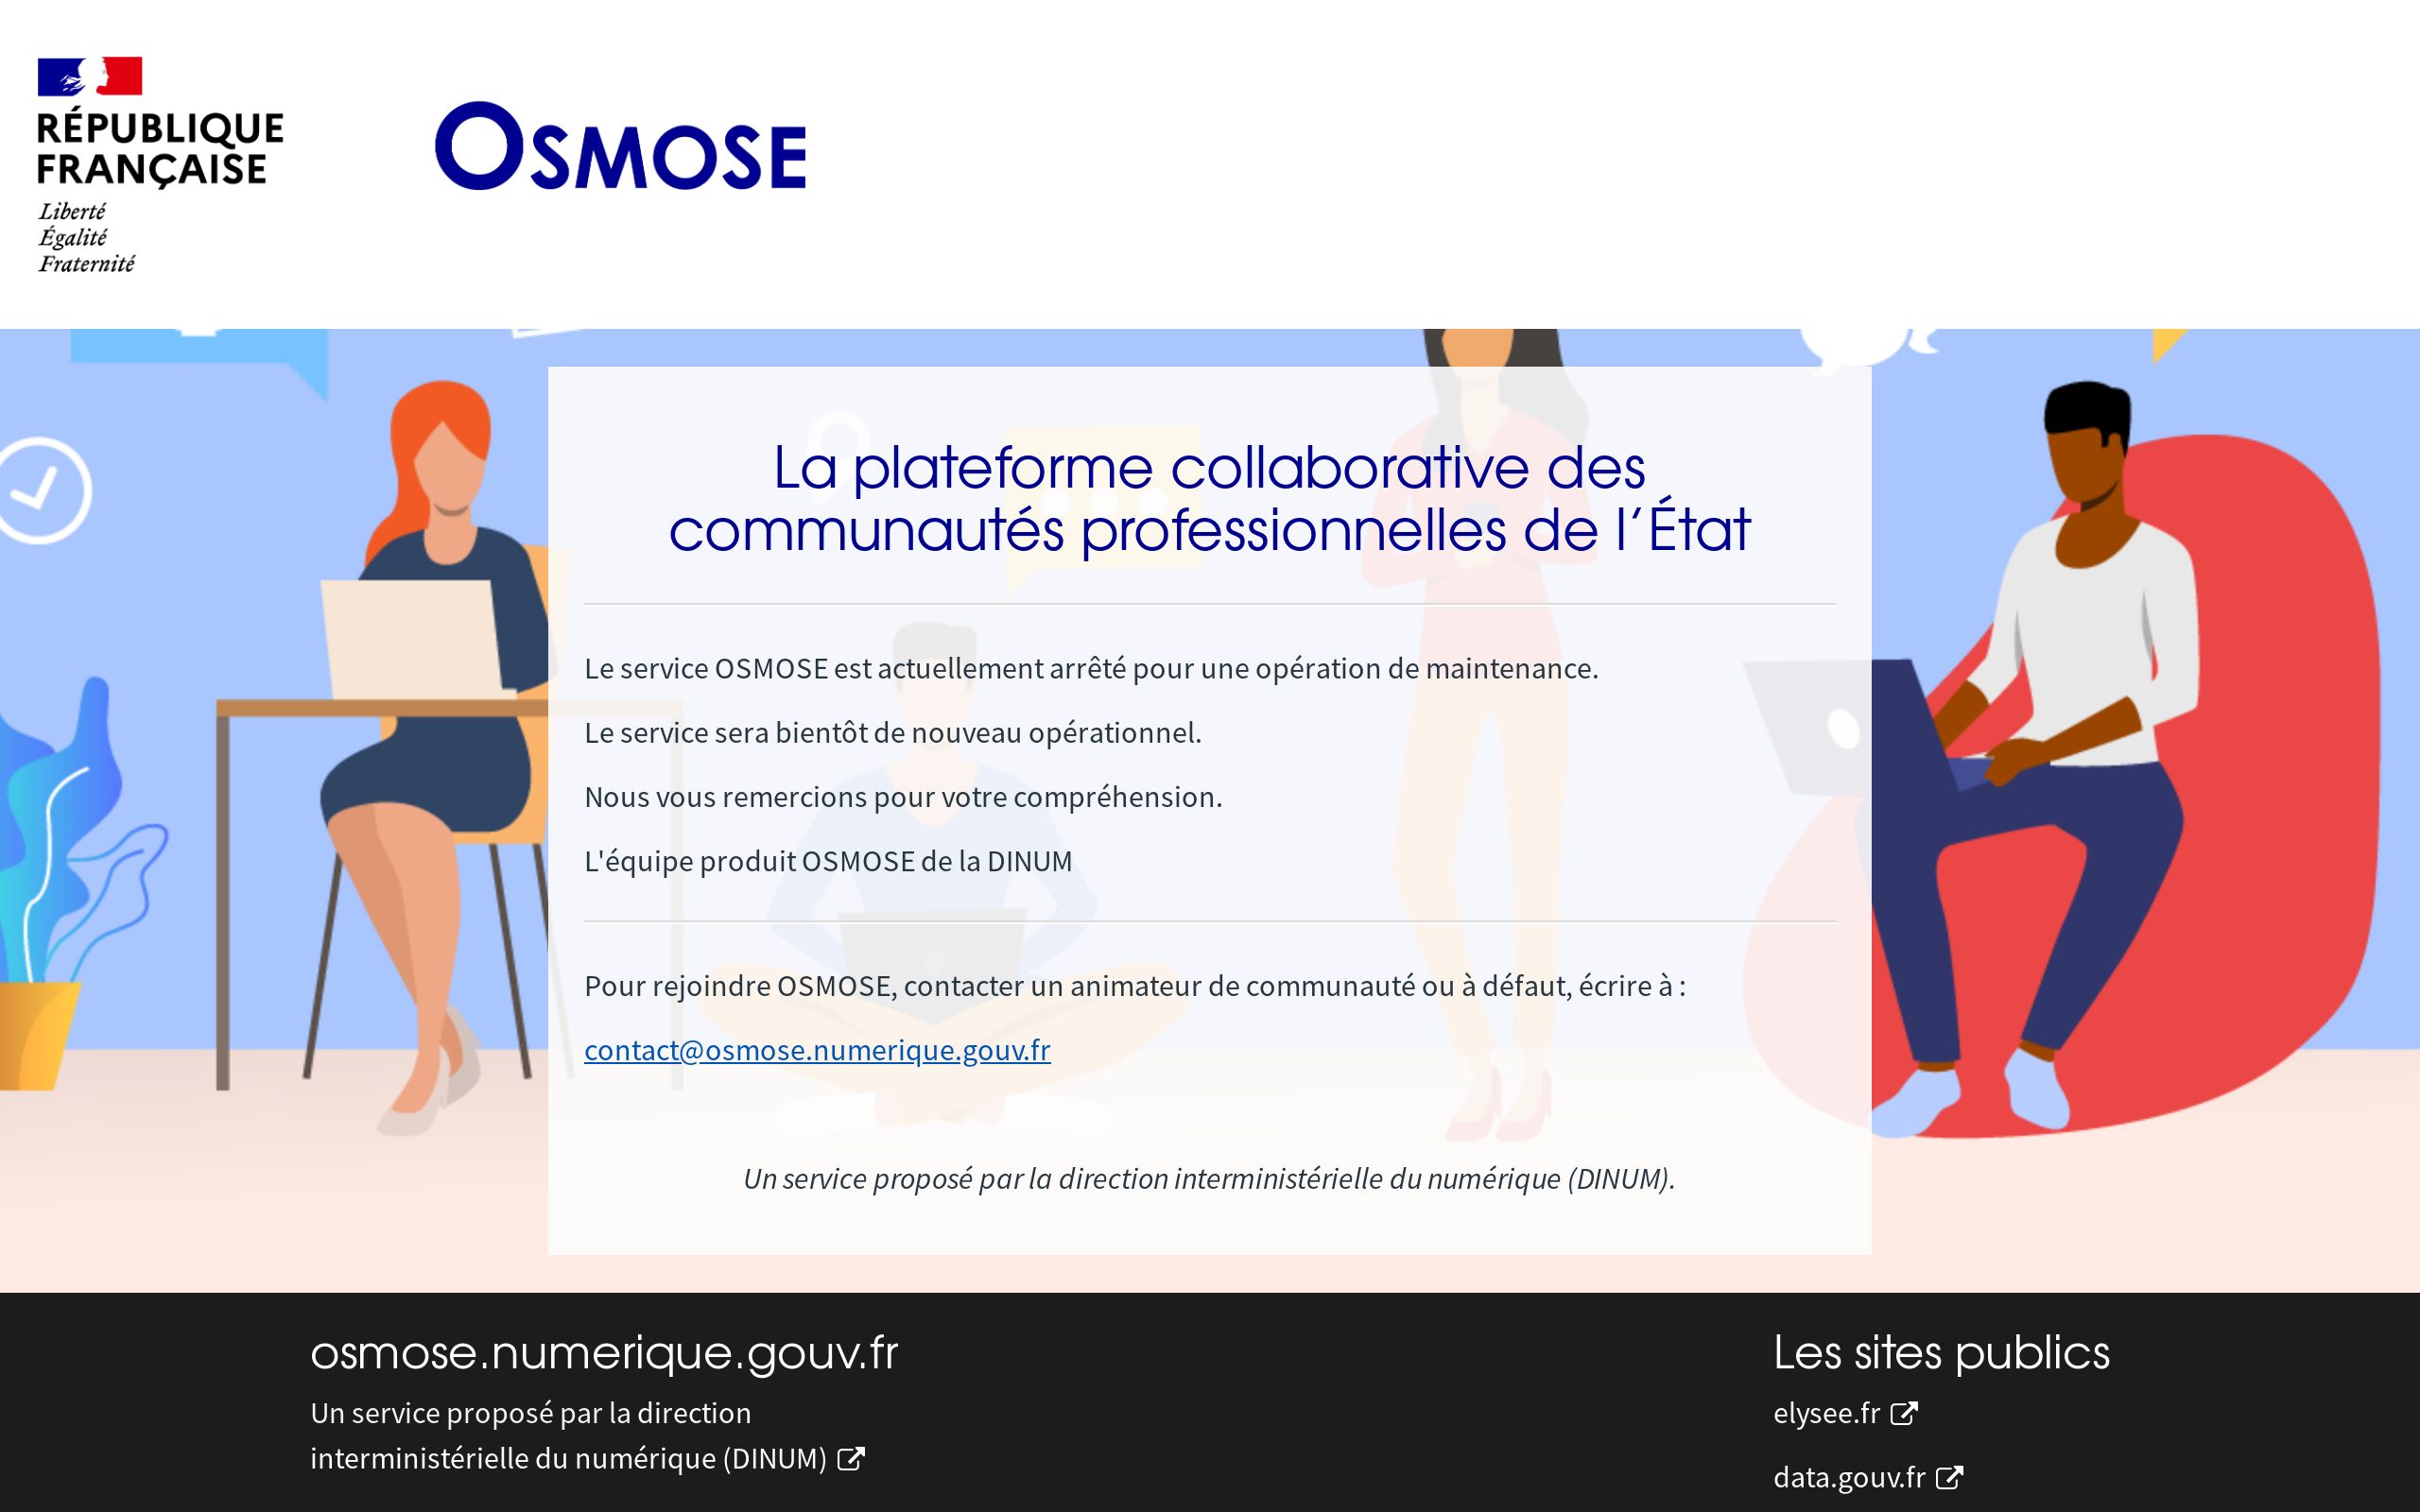 RÉPUBLIQUE
FRANÇAISE
Liberté
Égalité
Fraternité
OSMOSE
La plateforme collaborative des
communautés professionnelles de l’État
Le service OSMOSE est actuellement arrêté pour une opération de maintenance.
Le service sera bientôt de nouveau opérationnel.
Nous vous remercions pour votre compréhension.
L'équipe produit OSMOSE de la DINUM
Pour rejoindre OSMOSE, contacter un animateur de communauté ou à défaut, écrire à :
contact@osmose.numerique.gouv.fr
Un service proposé par la direction interministérielle du numérique (DINUM).
osmose.numerique.gouv.fr
Un service proposé par la direction
interministérielle du numérique (DINUM)
Les sites publics
elysee.fr
data.gouv.fr